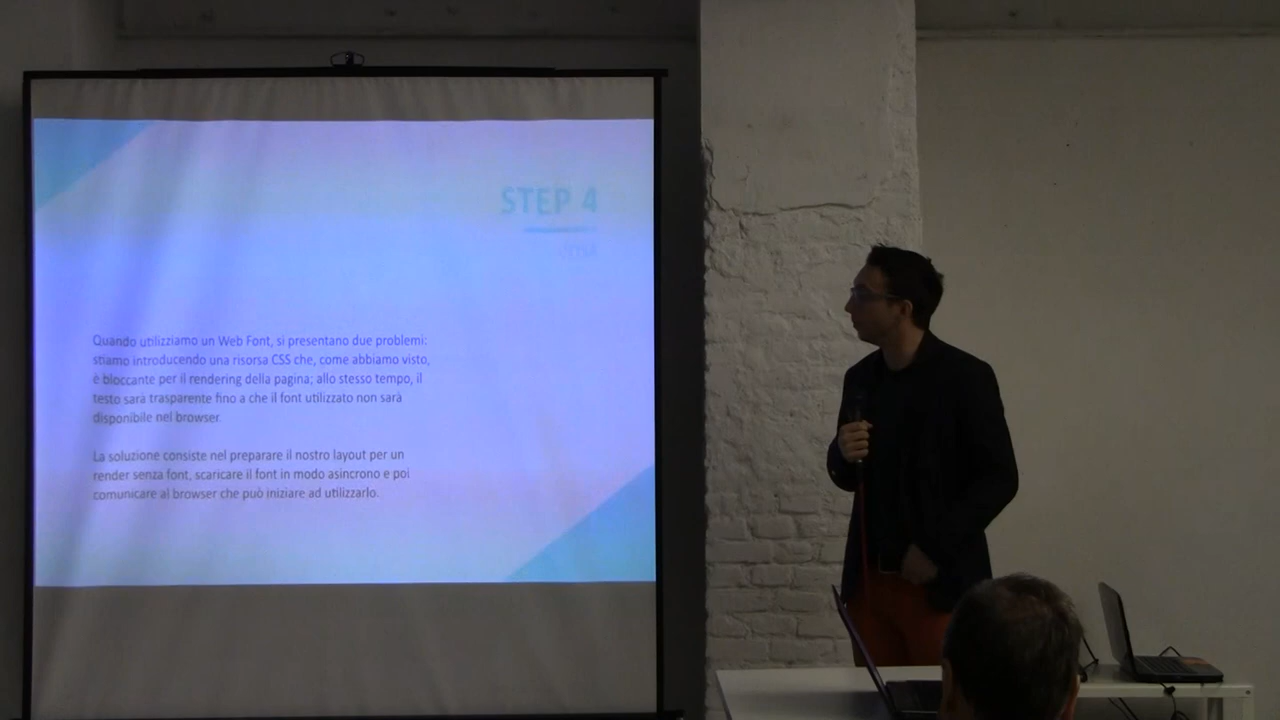 STEP 4
Quando utilizziamo un Web Font, si presentano due problemi:
stiamo introducendo una risorsa CSS che, come abbiamo visto,
è bloccante per il rendering della pagina; allo stesso tempo, il
testo sarà trasparente fino a che il font utilizzato non sarà
disponibile nel browser.
La soluzione consiste nel preparare il nostro layout per un
render senza font, scaricare il font in modo asincrono e poi
comunicare al browser che può iniziare ad utilizzarlo.